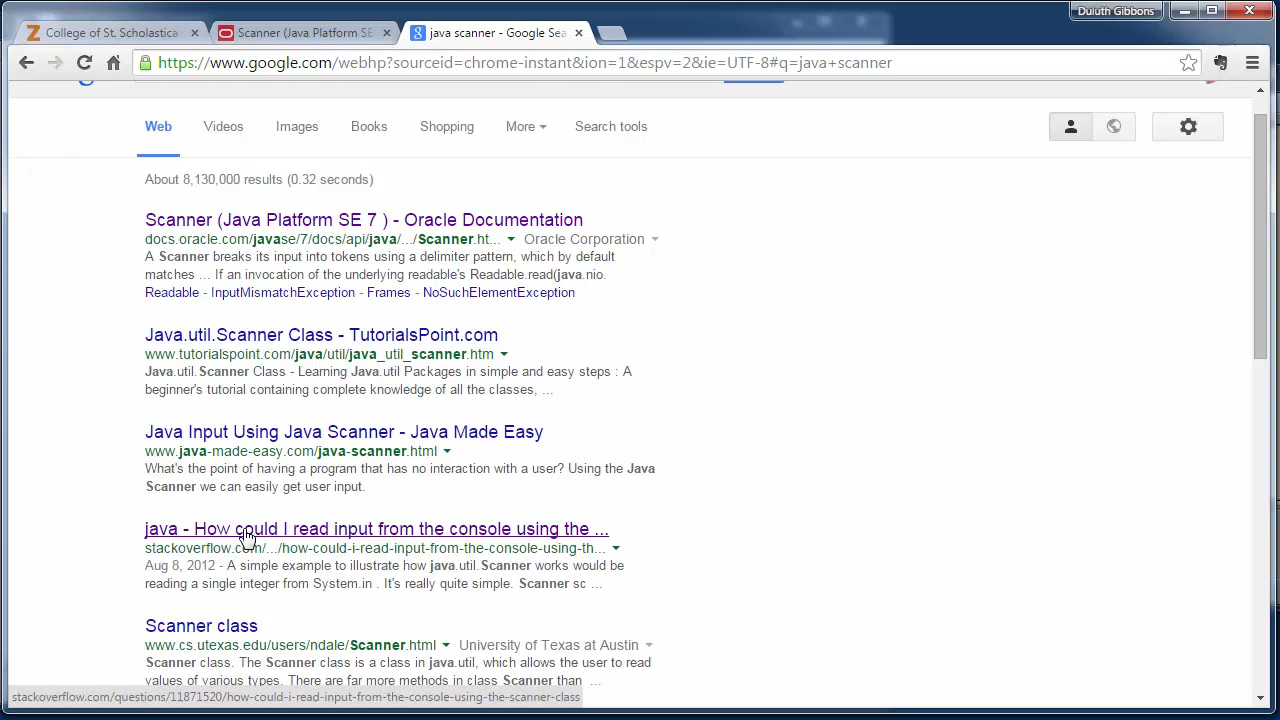 Duluth Gibbons
College of St. Scholastica
Scanner (Java Platform SE
java scanner - Google Sea
https://www.google.com/webhp?sourceid=chrome-instant&ion=1&espv=2&ie=UTF-8#q=java+scanner
Web Videos Images Books Shopping More Search tools
About 8,130,000 results (0.32 seconds)
Scanner (Java Platform SE 7 ) - Oracle Documentation
docs.oracle.com/javase/7/docs/api/java/.../Scanner.ht... Oracle Corporation
A Scanner breaks its input into tokens using a delimiter pattern, which by default
matches ... If an invocation of the underlying readable's Readable.read(java.nio.
Readable - InputMismatchException - Frames - NoSuchElementException
Java.util.Scanner Class - TutorialsPoint.com
www.tutorialspoint.com/java/util/java_util_scanner.htm
Java.util.Scanner Class - Learning Java.util Packages in simple and easy steps : A
beginner's tutorial containing complete knowledge of all the classes, ...
Java Input Using Java Scanner - Java Made Easy
www.java-made-easy.com/java-scanner.html
What's the point of having a program that has no interaction with a user? Using the Java
Scanner we can easily get user input.
java - How could I read input from the console using the ...
stackoverflow.com/.../how-could-i-read-input-from-the-console-using-th...
Aug 8, 2012 - A simple example to illustrate how java.util.Scanner works would be
reading a single integer from System.in . It's really quite simple. Scanner sc ...
Scanner class
www.cs.utexas.edu/users/ndale/Scanner.html University of Texas at Austin
Scanner class. The Scanner class is a class in java.util, which allows the user to read
values of various types. There are far more methods in class Scanner than ...
stackoverflow.com/questions/11871520/how-could-i-read-input-from-the-console-using-the-scanner-class